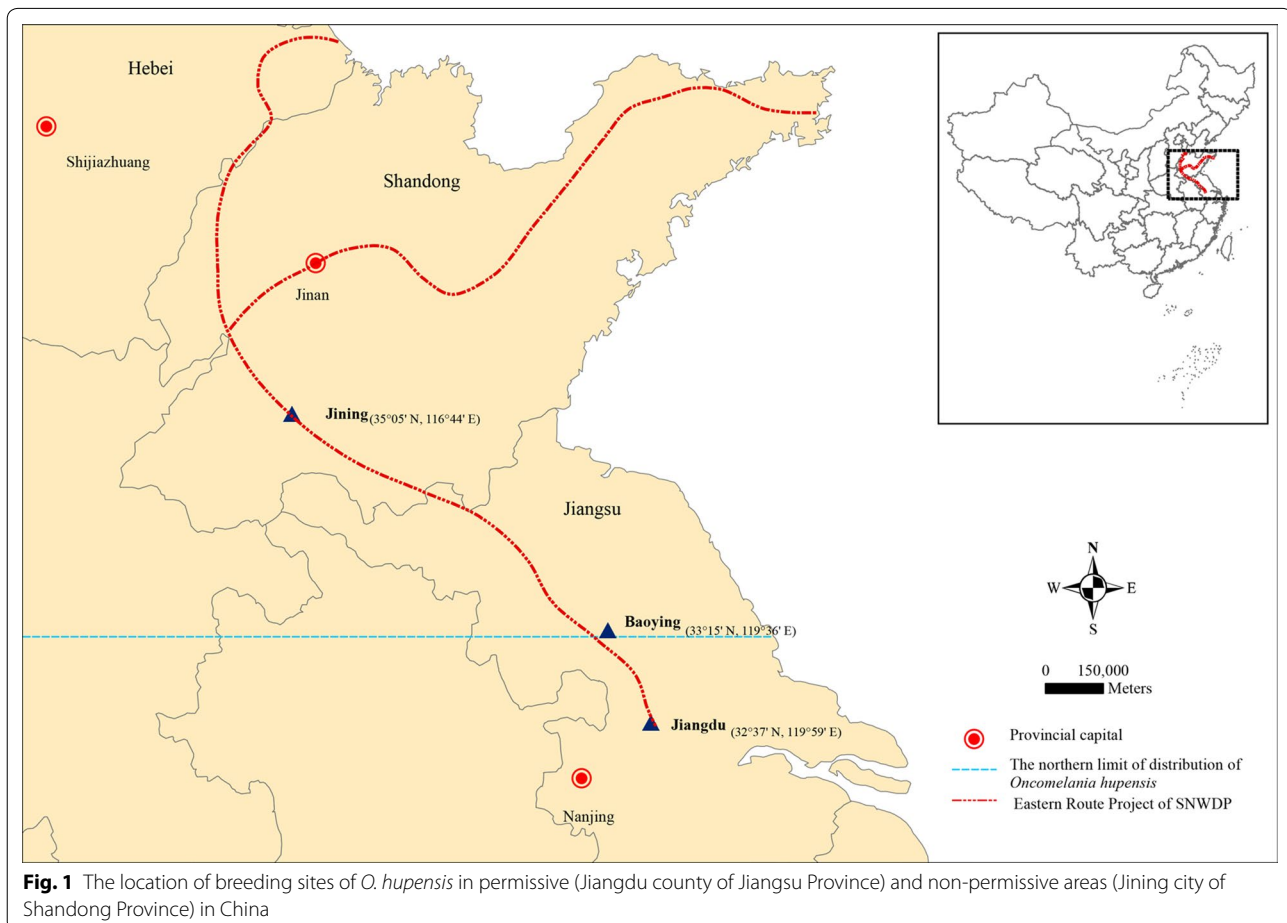 Hebei
Shijiazhuang
Shandong
Jinan
Jining (35°05' N, 116°44' E)
Jiangsu
Baoying (33°15' N, 119°36' E)
Jiangdu (32°37' N, 119°59' E)
Nanjing
N
W E
S
0 150,000
Meters
Provincial capital
The northern limit of distribution of
Oncomelania hupensis
Eastern Route Project of SNWDP
Fig. 1 The location of breeding sites of O. hupensis in permissive (Jiangdu county of Jiangsu Province) and non-permissive areas (Jining city of
Shandong Province) in China